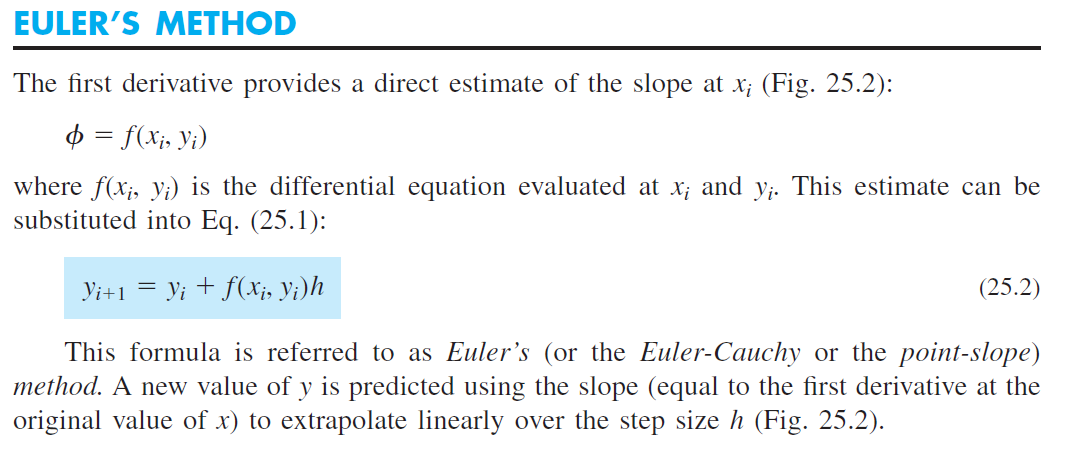 EULER'S METHOD
The first derivative provides a direct estimate of the slope at xᵢ (Fig. 25.2):
ϕ = f(xᵢ, yᵢ)
where f(xᵢ, yᵢ) is the differential equation evaluated at xᵢ and yᵢ. This estimate can be
substituted into Eq. (25.1):
yᵢ₊₁ = yᵢ + f(xᵢ, yᵢ)h (25.2)
This formula is referred to as Euler's (or the Euler-Cauchy or the point-slope)
method. A new value of y is predicted using the slope (equal to the first derivative at the
original value of x) to extrapolate linearly over the step size h (Fig. 25.2).